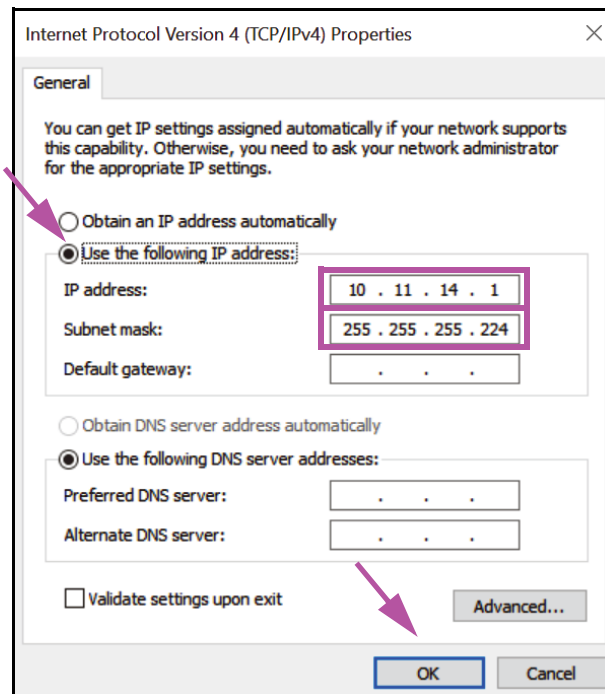 Internet Protocol Version 4 (TCP/IPv4) Properties
General
You can get IP settings assigned automatically if your network supports
this capability. Otherwise, you need to ask your network administrator
for the appropriate IP settings.
Obtain an IP address automatically
Use the following IP address:
IP address: 10 . 11 . 14 . 1
Subnet mask: 255 . 255 . 255 . 224
Default gateway: . . .
Obtain DNS server address automatically
Use the following DNS server addresses:
Preferred DNS server: . . .
Alternate DNS server: . . .
Validate settings upon exit
Advanced...
OK Cancel